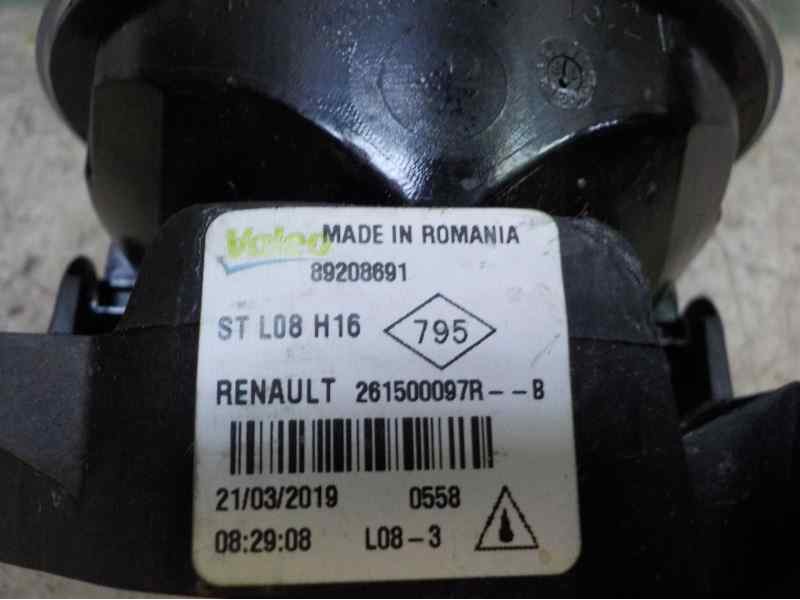 Valeo MADE IN ROMANIA
89208691
ST L08 H16 795
RENAULT 261500097R--B
21/03/2019 0558
08:29:08 L08-3